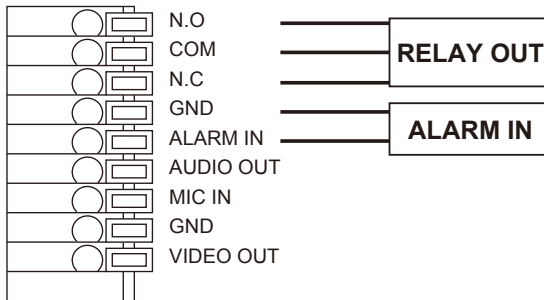 N.O
COM
N.C
GND
ALARM IN
AUDIO OUT
MIC IN
GND
VIDEO OUT
RELAY OUT
ALARM IN